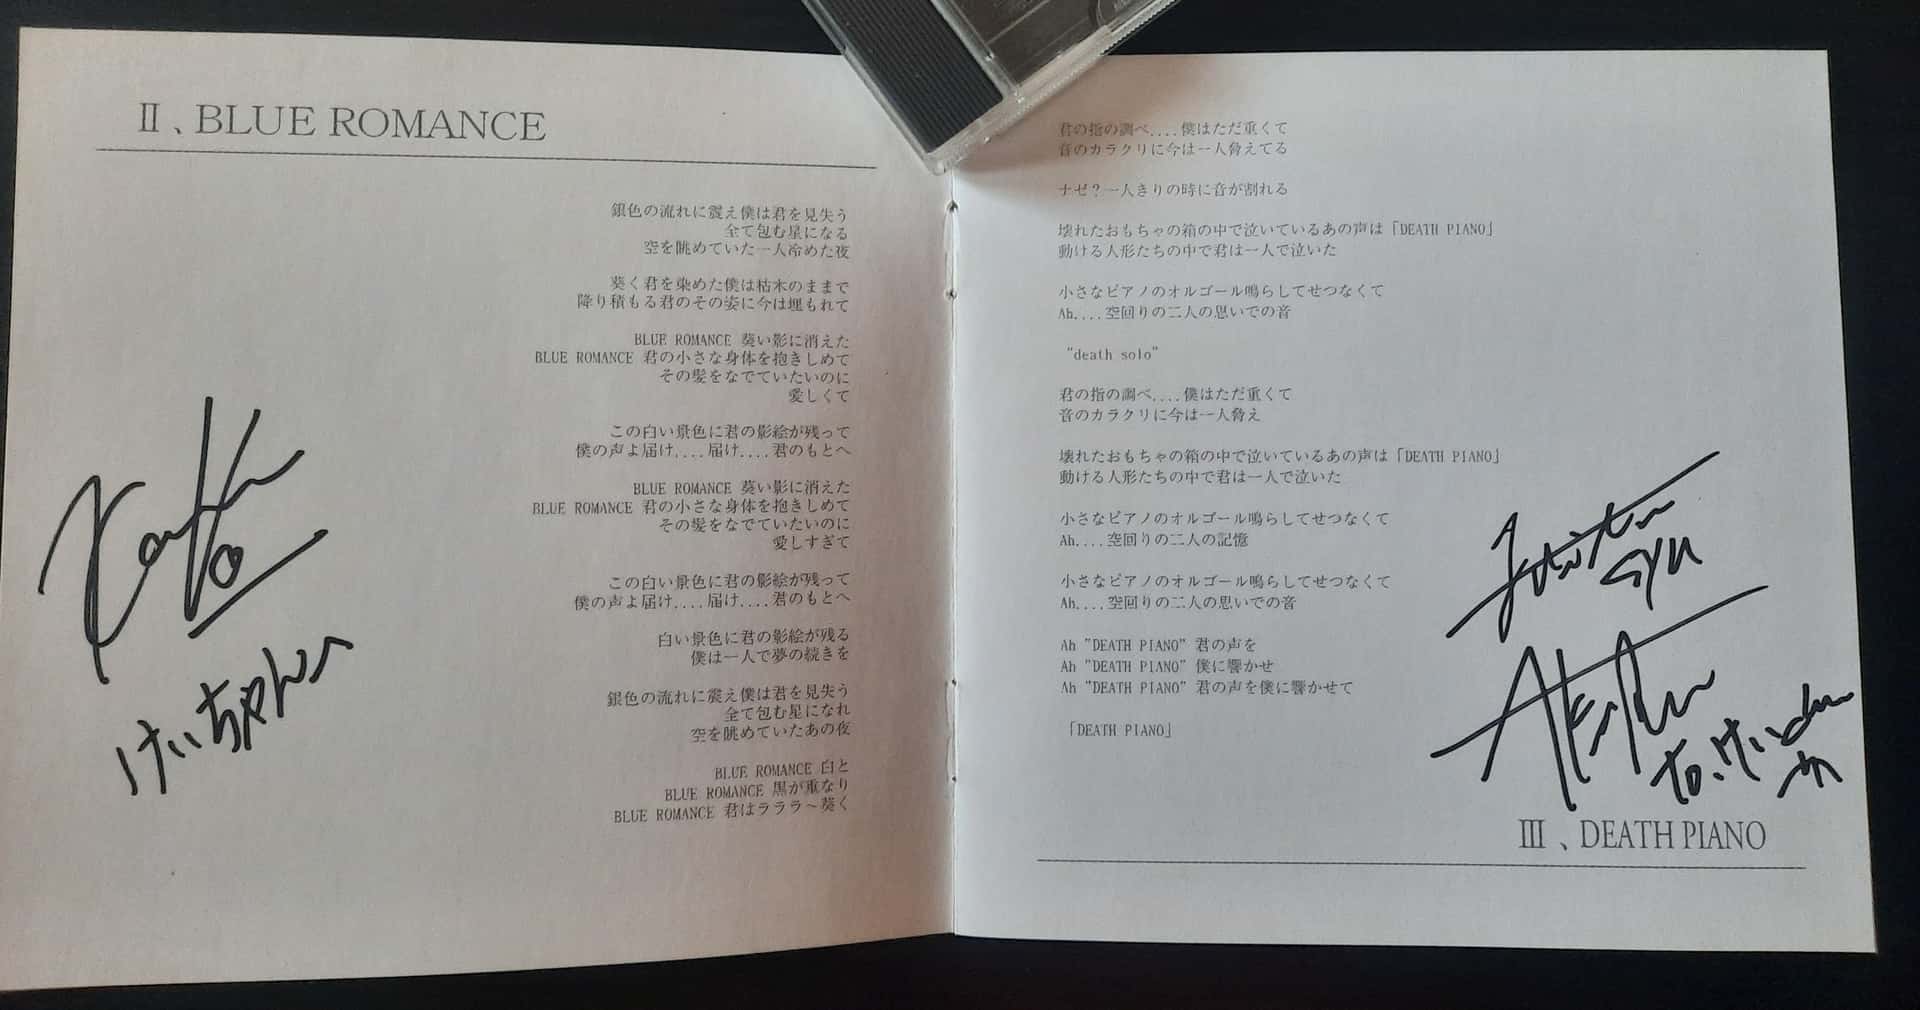 Ⅱ、BLUE ROMANCE
銀色の流れに震え僕は君を見失う
全て包む星になる
空を眺めていた一人冷めた夜
葵く君を染めた僕は枯木のままで
降り積もる君のその姿に今は埋もれて
BLUE ROMANCE 葵い影に消えた
BLUE ROMANCE 君の小さな身体を抱きしめて
その髪をなでていたいのに
愛しくて
この白い景色に君の影絵が残って
僕の声よ届け....届け....君のもとへ
BLUE ROMANCE 葵い影に消えた
BLUE ROMANCE 君の小さな身体を抱きしめて
その髪をなでていたいのに
愛しすぎて
この白い景色に君の影絵が残って
僕の声よ届け....届け....君のもとへ
白い景色に君の影絵が残る
僕は一人で夢の続きを
銀色の流れに震え僕は君を見失う
全て包む星になれ
空を眺めていたあの夜
BLUE ROMANCE 白と
BLUE ROMANCE 黒が重なり
BLUE ROMANCE 君はラララ～葵く
けいちゃんへ
君の指の調べ....僕はただ重くて
音のカラクリに今は一人脅えてる
ナゼ？一人きりの時に音が割れる
壊れたおもちゃの箱の中で泣いているあの声は「DEATH PIANO」
動ける人形たちの中で君は一人で泣いた
小さなピアノのオルゴール鳴らしてせつなくて
Ah....空回りの二人の思いでの音
"death solo"
君の指の調べ....僕はただ重くて
音のカラクリに今は一人脅え
壊れたおもちゃの箱の中で泣いているあの声は「DEATH PIANO」
動ける人形たちの中で君は一人で泣いた
小さなピアノのオルゴール鳴らしてせつなくて
Ah....空回りの二人の記憶
小さなピアノのオルゴール鳴らしてせつなくて
Ah....空回りの二人の思いでの音
Ah "DEATH PIANO" 君の声を
Ah "DEATH PIANO" 僕に響かせ
Ah "DEATH PIANO" 君の声を僕に響かせて
「DEATH PIANO」
Ⅲ、DEATH PIANO